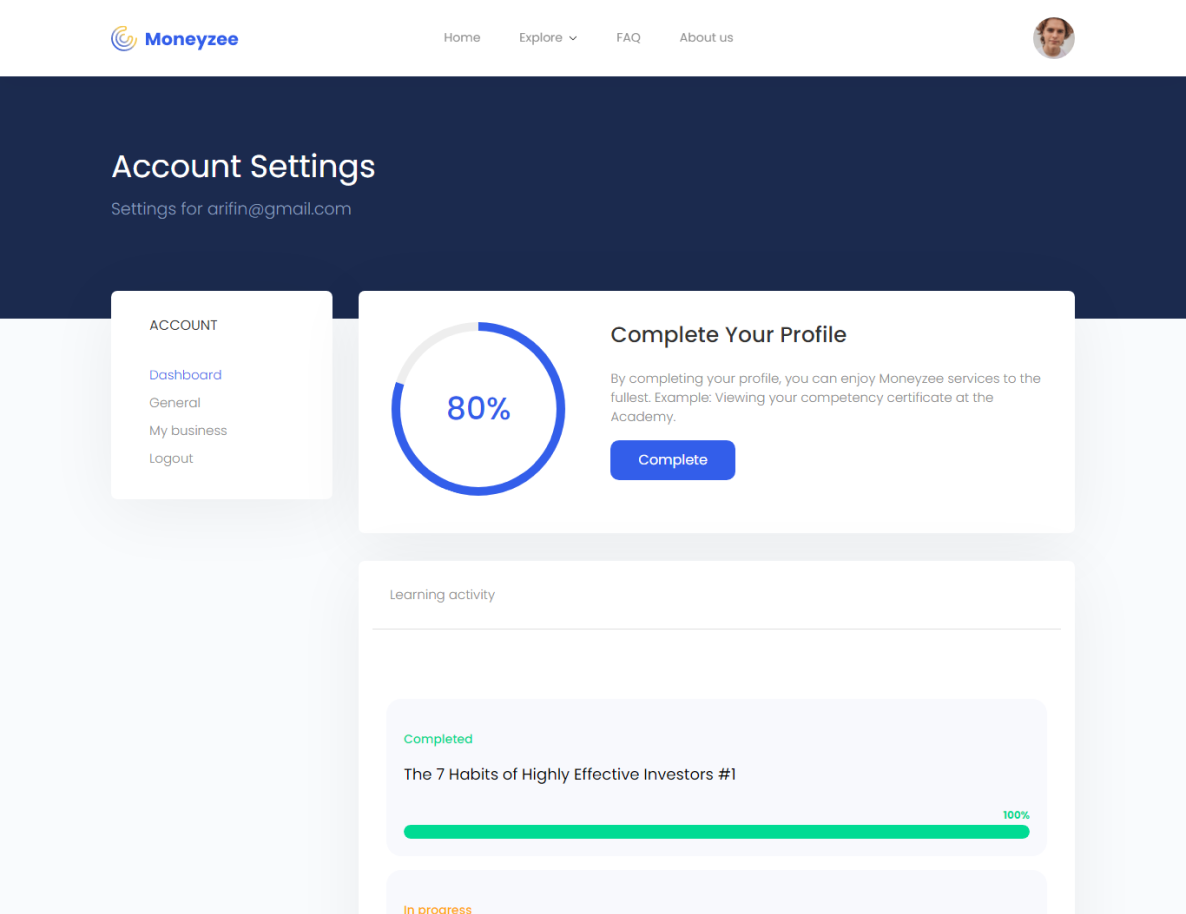 Moneyzee
Home
Explore
FAQ
About us
Account Settings
Settings for arifin@gmail.com
ACCOUNT
Dashboard
General
My business
Logout
80%
Complete Your Profile
By completing your profile, you can enjoy Moneyzee services to the
fullest. Example: Viewing your competency certificate at the
Academy.
Complete
Learning activity
Completed
The 7 Habits of Highly Effective Investors #1
100%
In progress